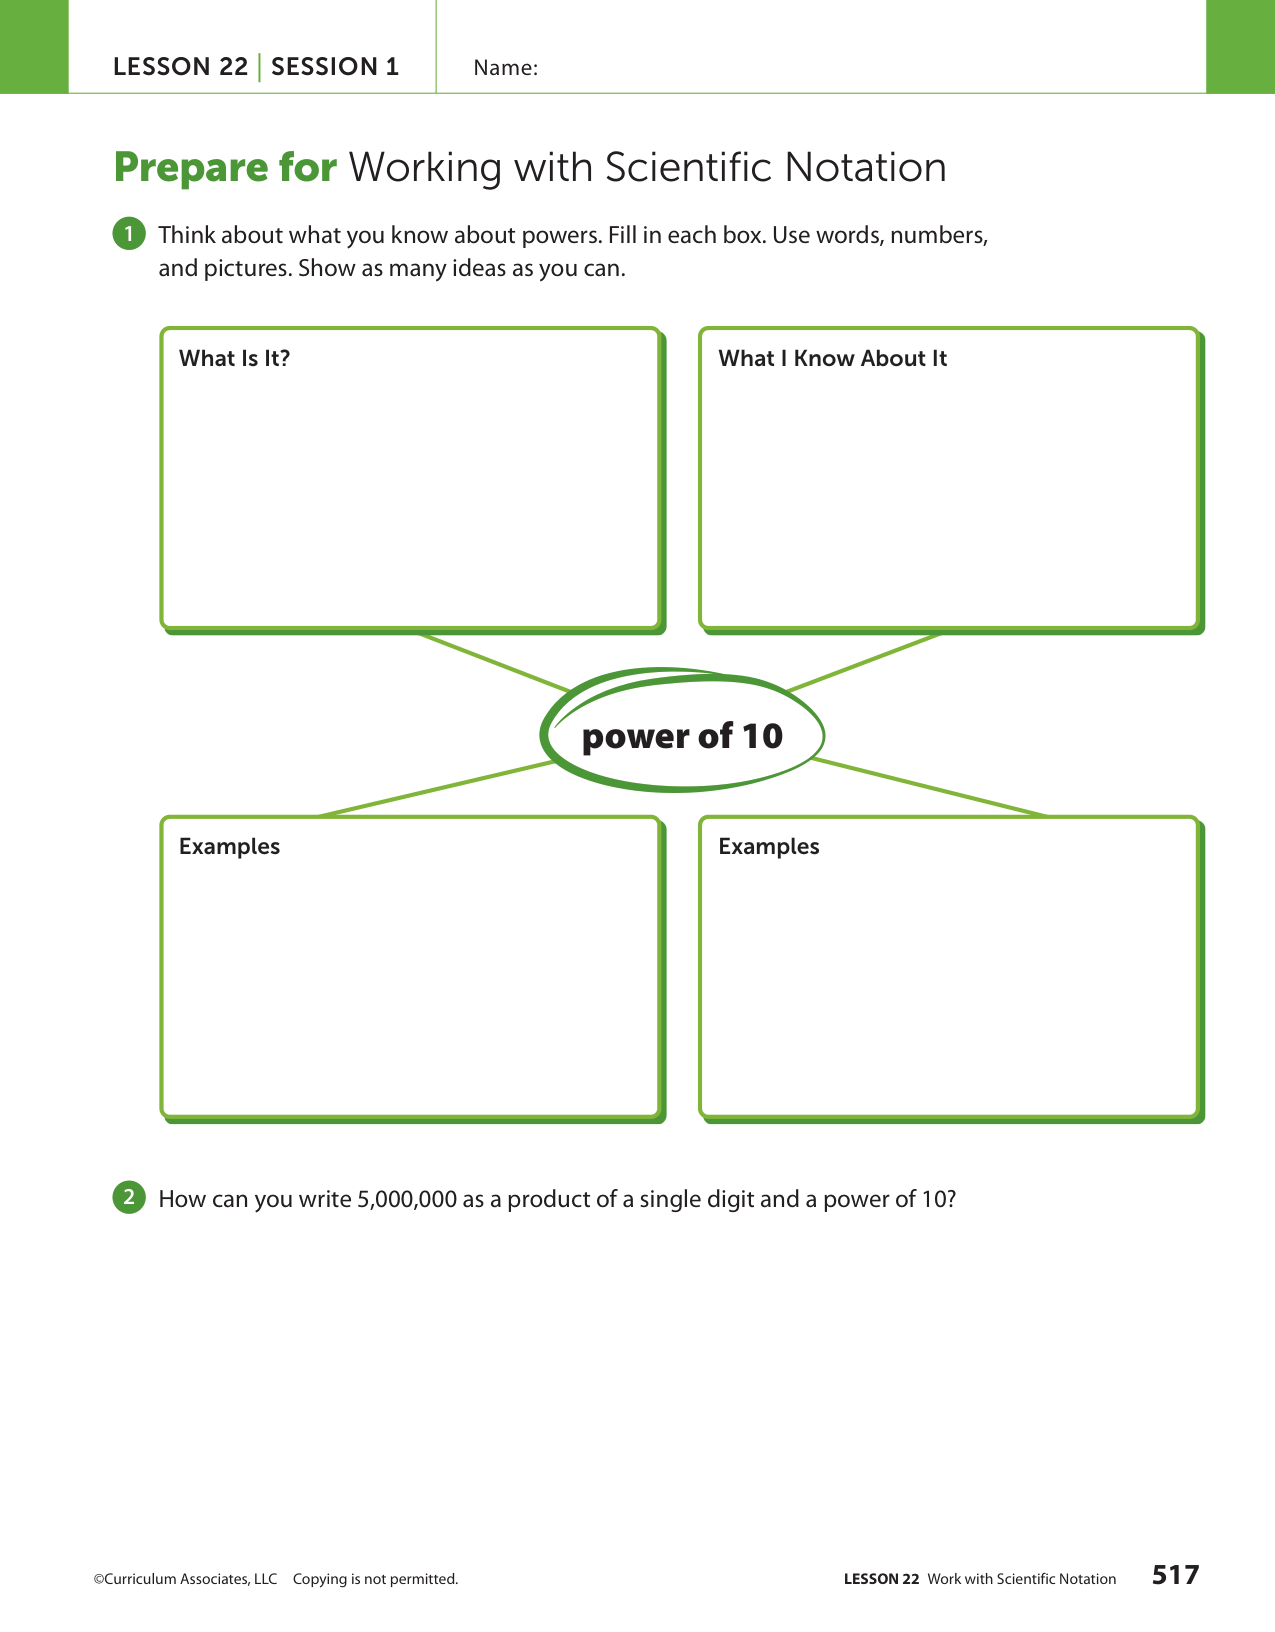 LESSON 22 | SESSION 1
Name:
Prepare for Working with Scientific Notation
1 Think about what you know about powers. Fill in each box. Use words, numbers,
and pictures. Show as many ideas as you can.
What Is It?
What I Know About It
power of 10
Examples
Examples
2 How can you write 5,000,000 as a product of a single digit and a power of 10?
©Curriculum Associates, LLC Copying is not permitted.
LESSON 22 Work with Scientific Notation 517